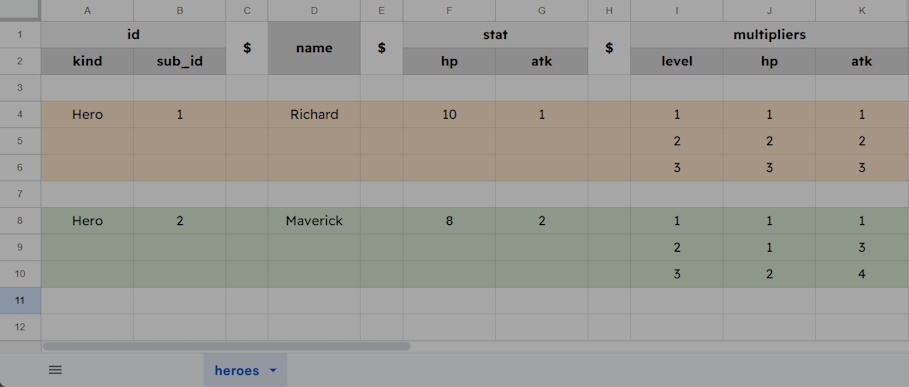 A B C D E F G H I J K
1 id $ name $ stat $ multipliers
2 kind sub_id hp atk level hp atk
3
4 Hero 1 Richard 10 1 1 1 1
5 2 2 2
6 3 3 3
7
8 Hero 2 Maverick 8 2 1 1 1
9 2 1 3
10 3 2 4
11
12
heroes